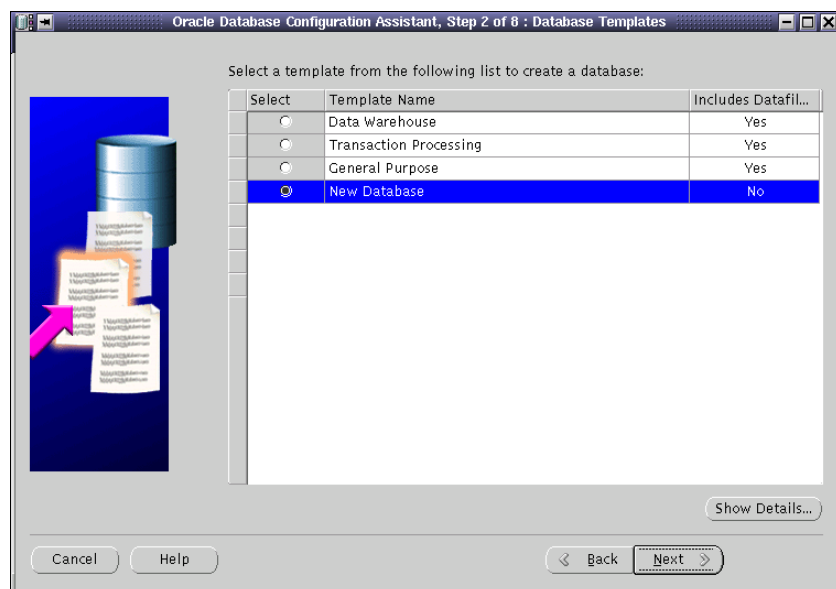 Oracle Database Configuration Assistant, Step 2 of 8 : Database Templates
Select a template from the following list to create a database:
Select Template Name Includes Datafil...
Data Warehouse Yes
Transaction Processing Yes
General Purpose Yes
New Database No
Show Details...
Cancel Help Back Next